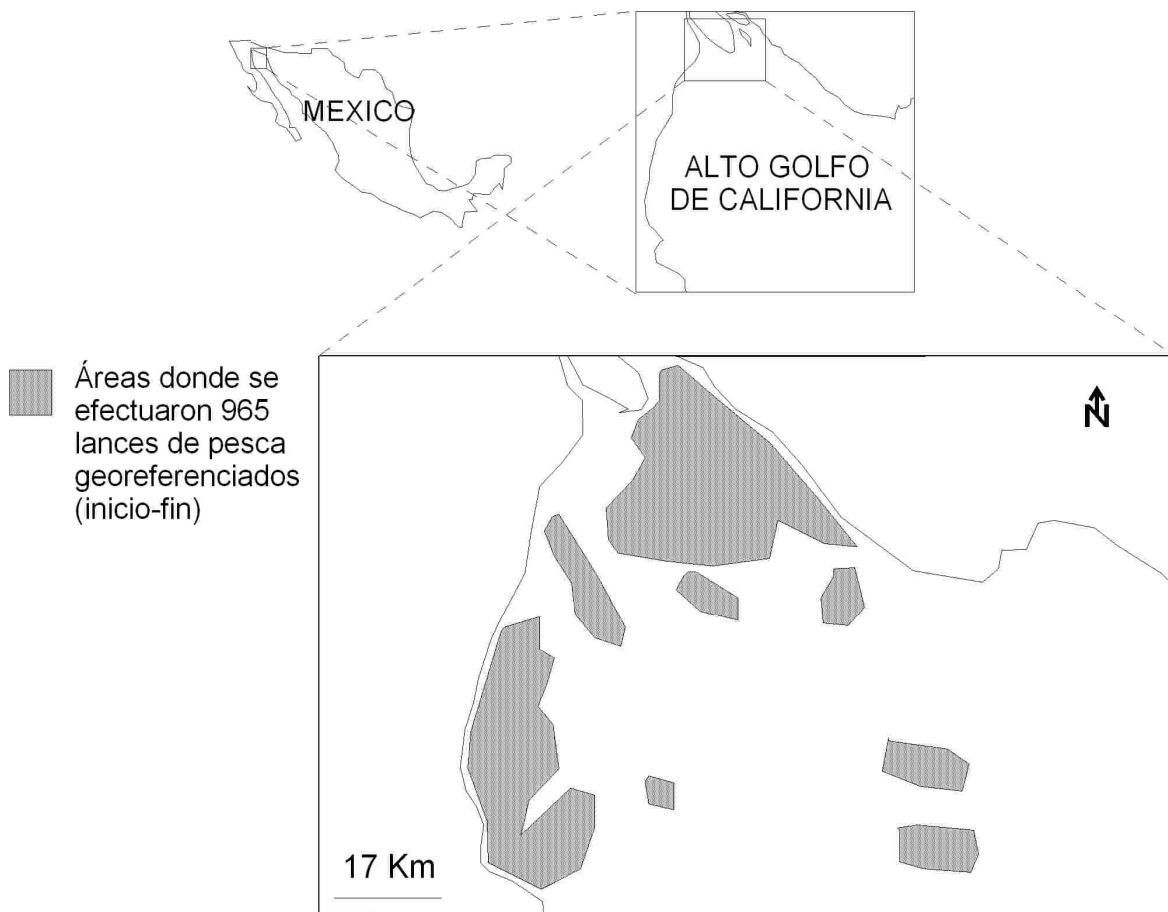 MEXICO
ALTO GOLFO
DE CALIFORNIA
Áreas donde se
efectuaron 965
lances de pesca
georeferenciados
(inicio-fin)
N
17 Km